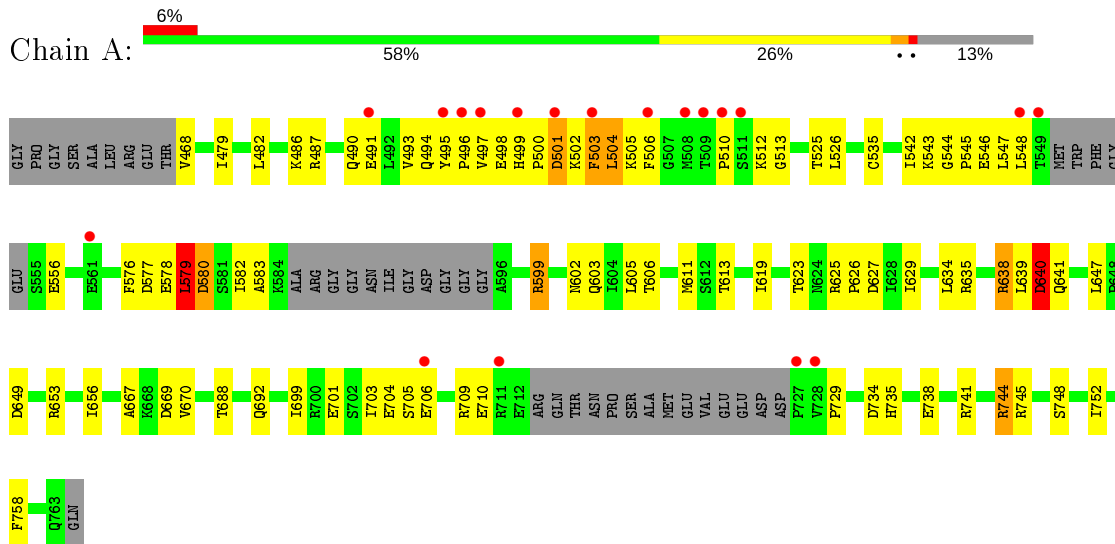 6%
Chain A:
58% 26% • • 13%
GLY PRO GLY SER ALA LEU ARG GLU THR V468 I479 L482 K486 R487 Q490 E491 L492 V493 Q494 Y495 P496 V497 E498 H499 P500 D501 K502 F503 L504 K505 F506 G507 M508 T509 P510 S511 K512 G513 T525 L526 C535 I542 K543 G544 P545 E546 L547 L548 T549 MET TRP PHE GLY
GLU S555 E556 E561 F576 D577 E578 L579 D580 S581 I582 A583 K584 ALA ARG GLY GLY ASN ILE GLY ASP GLY GLY GLY A596 R599 N602 Q603 I604 L605 T606 M611 S612 T613 I619 T623 N624 R625 P626 D627 I628 I629 L634 R635 R638 L639 D640 Q641 L647 P648
D649 R653 I656 A667 K668 D669 V670 T688 Q692 I699 R700 E701 S702 I703 E704 S705 E706 R709 E710 R711 E712 ARG GLN THR ASN PRO SER ALA MET GLU VAL GLU GLU ASP ASP P727 V728 P729 D734 H735 E738 R741 R744 R745 S748 I752
F758 Q763 GLN